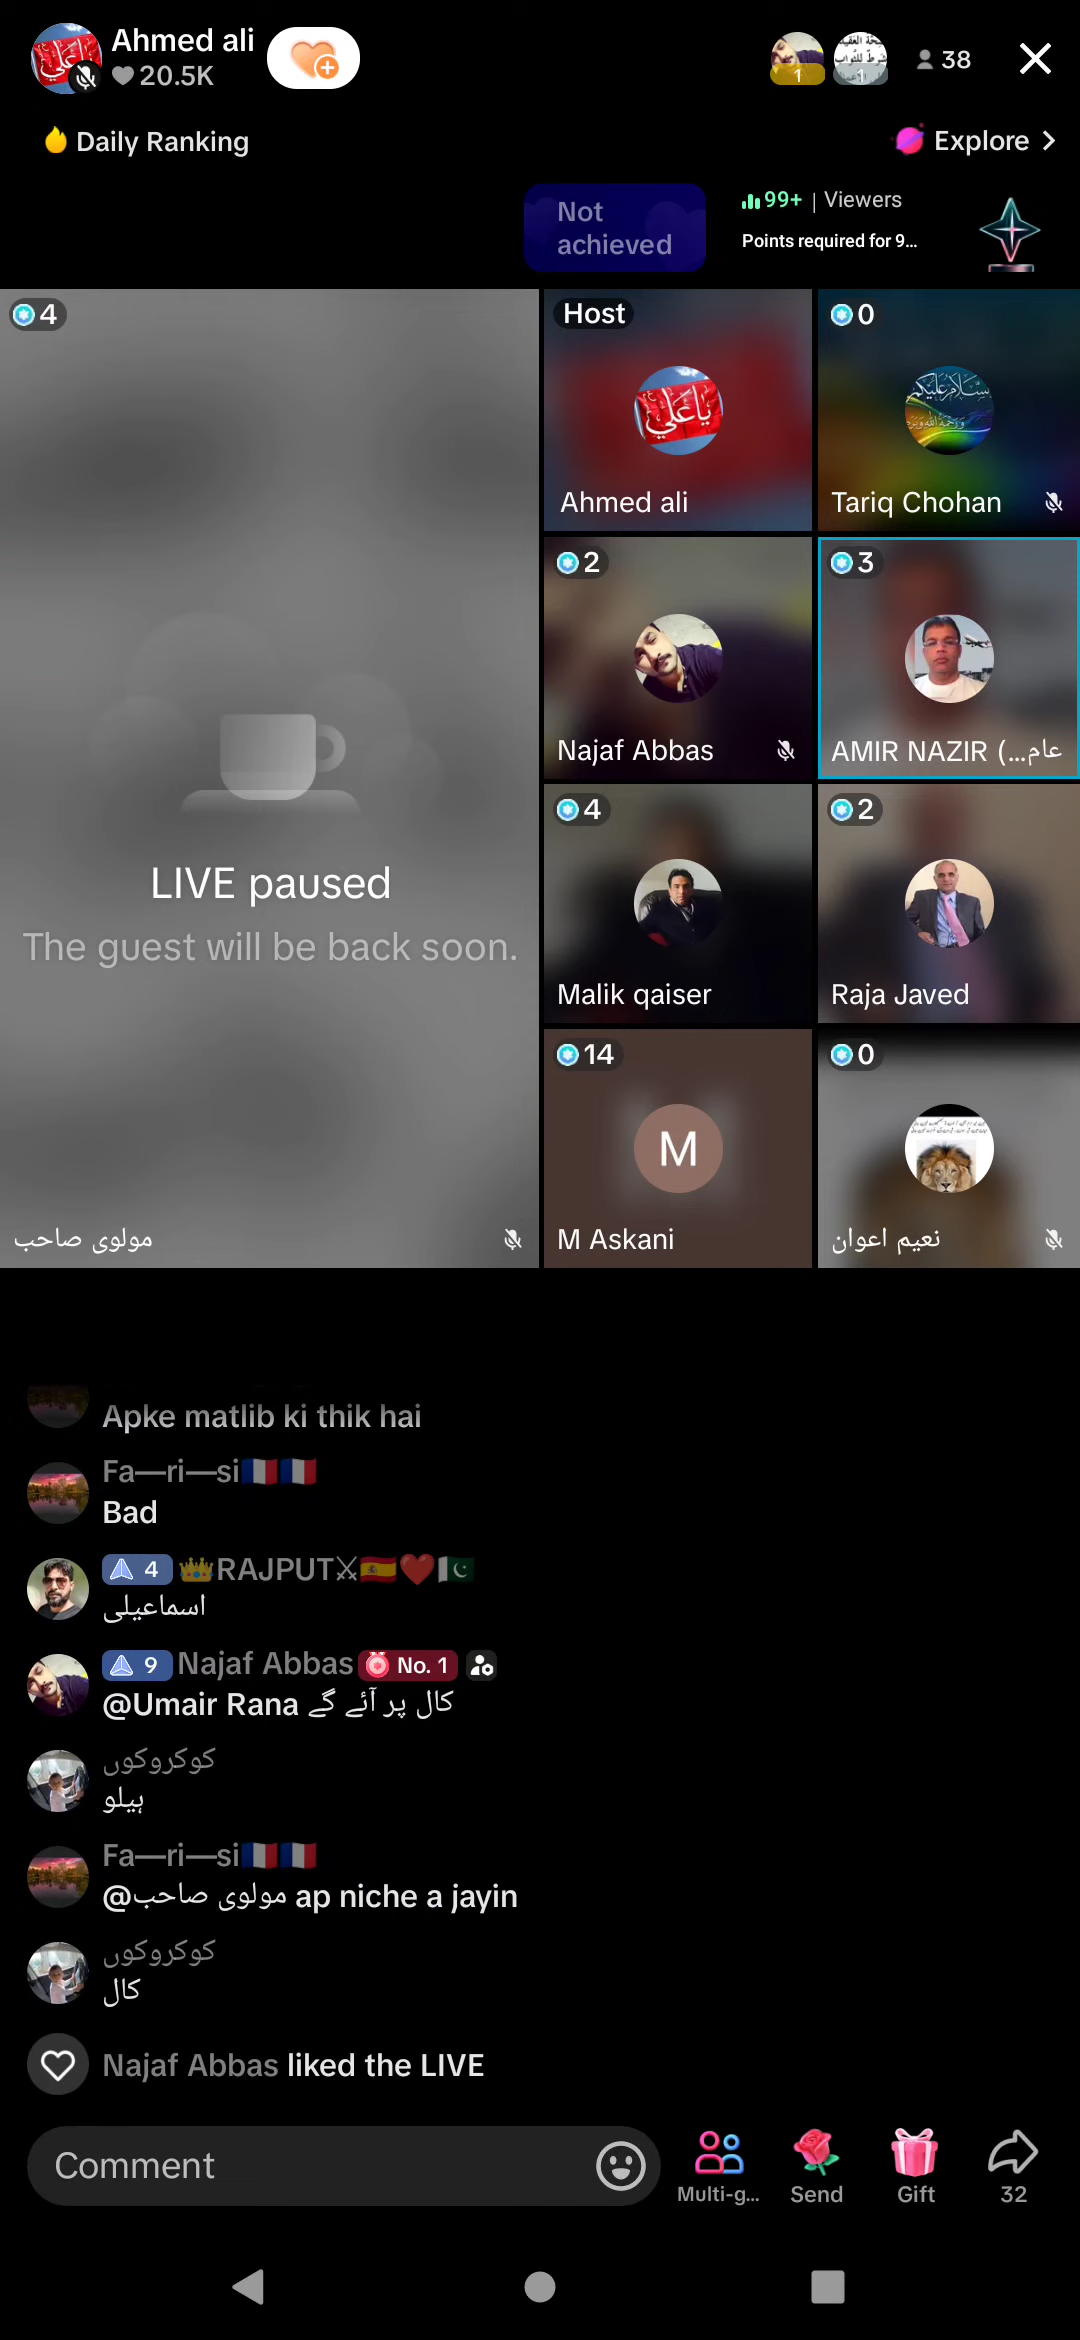 Ahmed ali
20.5K
1
1
38
Daily Ranking
Explore
Not
achieved
99+ | Viewers
Points required for 9...
4
LIVE paused
The guest will be back soon.
مولوی صاحب
Host
ياعلي
Ahmed ali
0
Tariq Chohan
2
Najaf Abbas
3
AMIR NAZIR (...عام
4
Malik qaiser
2
Raja Javed
14
M
M Askani
0
نعیم اعوان
Apke matlib ki thik hai
Fa—ri—si🇫🇷🇫🇷
Bad
4 👑RAJPUT⚔🇪🇸❤️🇵🇰
اسماعیلی
9 Najaf Abbas No. 1
@Umair Rana کال پر آئے گے
کوکروکوں
ہیلو
Fa—ri—si🇫🇷🇫🇷
@مولوی صاحب ap niche a jayin
کوکروکوں
کال
Najaf Abbas liked the LIVE
Comment
Multi-g...
Send
Gift
32